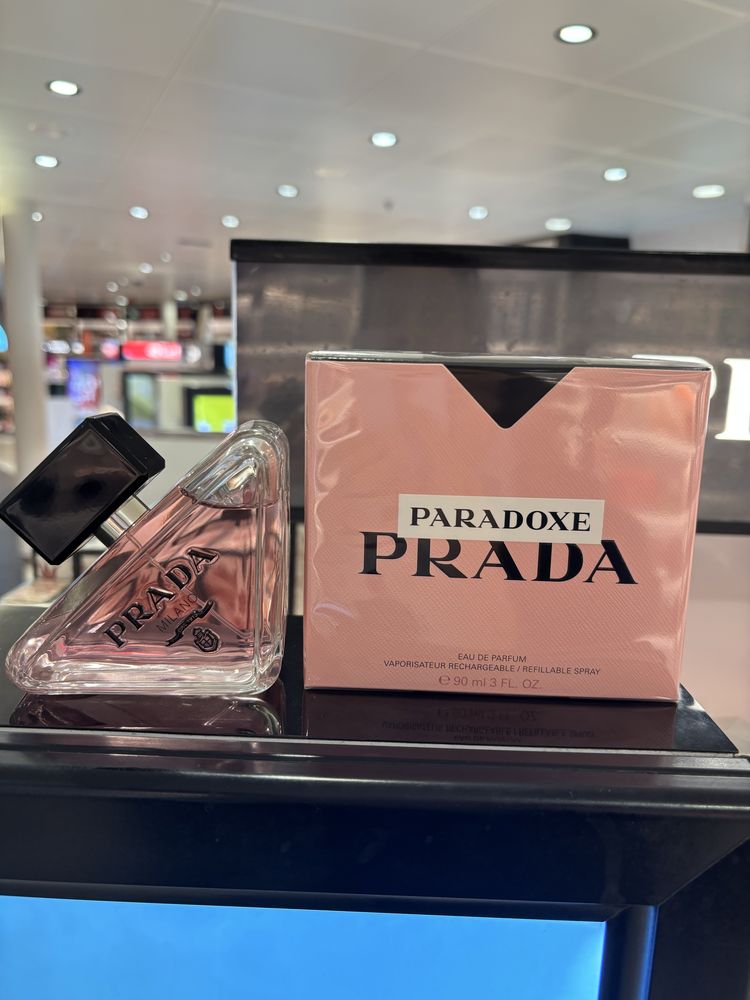 PRADA
MILANO
PARADOXE
PRADA
EAU DE PARFUM
VAPORISATEUR RECHARGEABLE / REFILLABLE SPRAY
℮ 90 ml 3 FL. OZ.